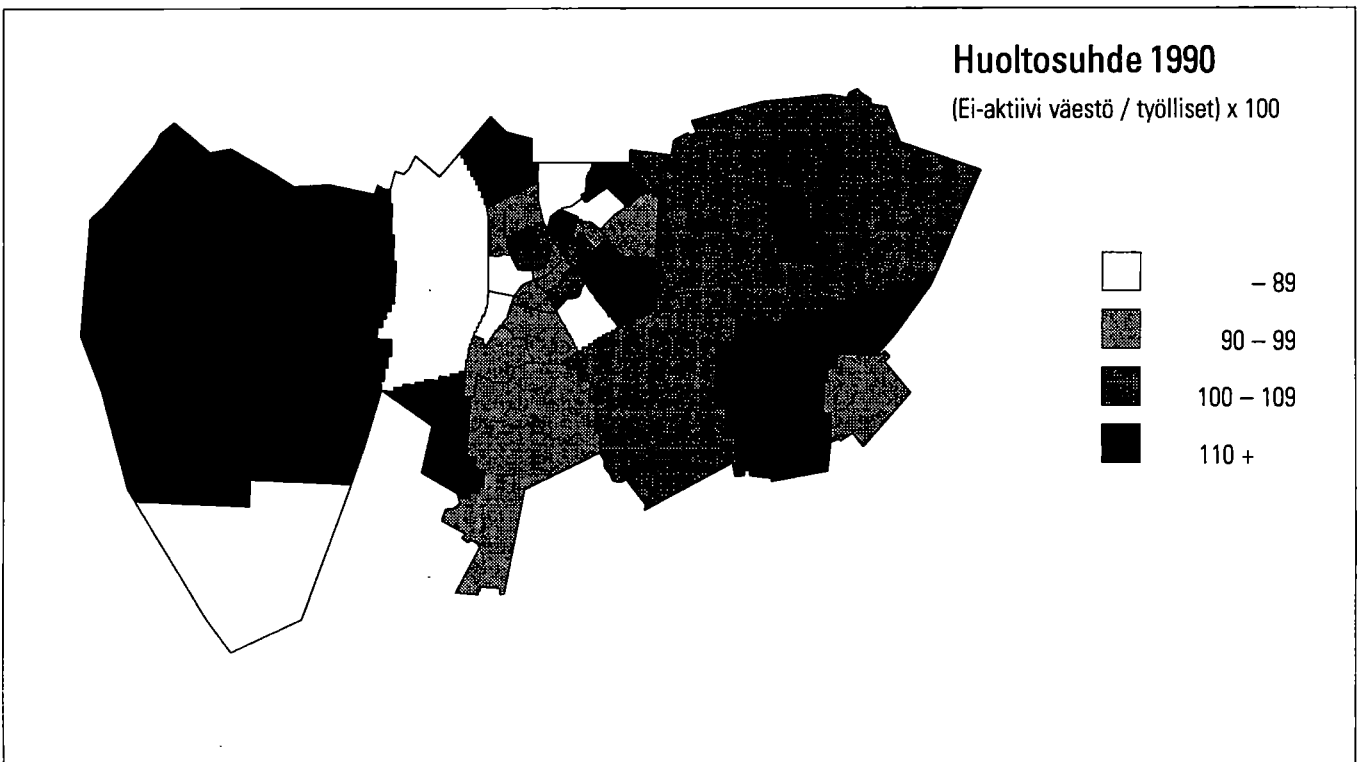 Huoltosuhde 1990
(Ei-aktiivi väestö / työlliset) x 100
– 89
90 – 99
100 – 109
110 +